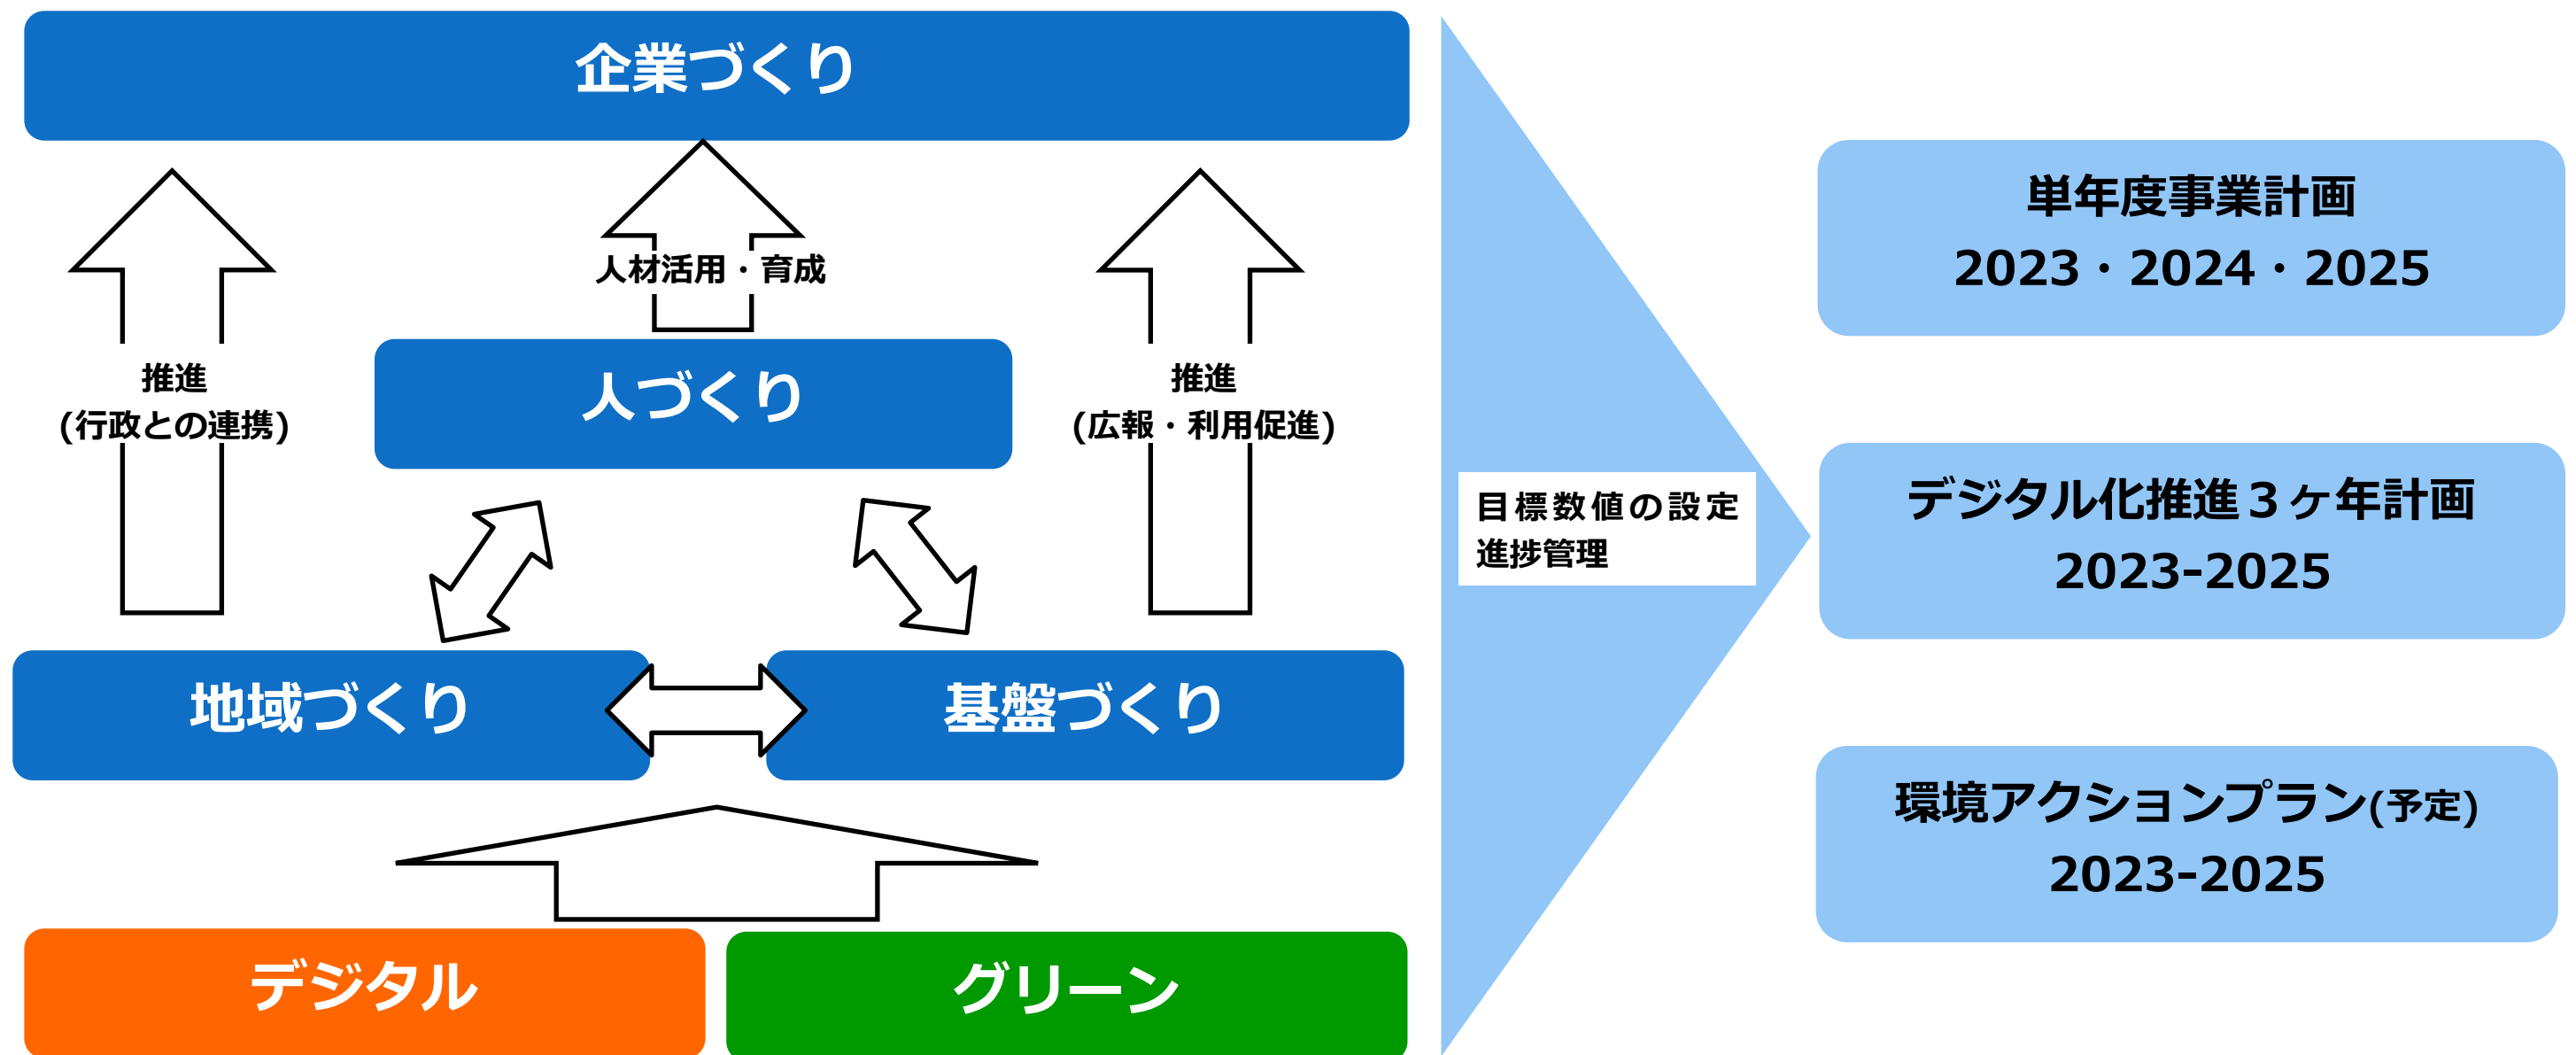 企業づくり
人材活用・育成
推進
(行政との連携)
人づくり
推進
(広報・利用促進)
地域づくり
基盤づくり
デジタル
グリーン
目標数値の設定
進捗管理
単年度事業計画
2023・2024・2025
デジタル化推進３ヶ年計画
2023-2025
環境アクションプラン(予定)
2023-2025